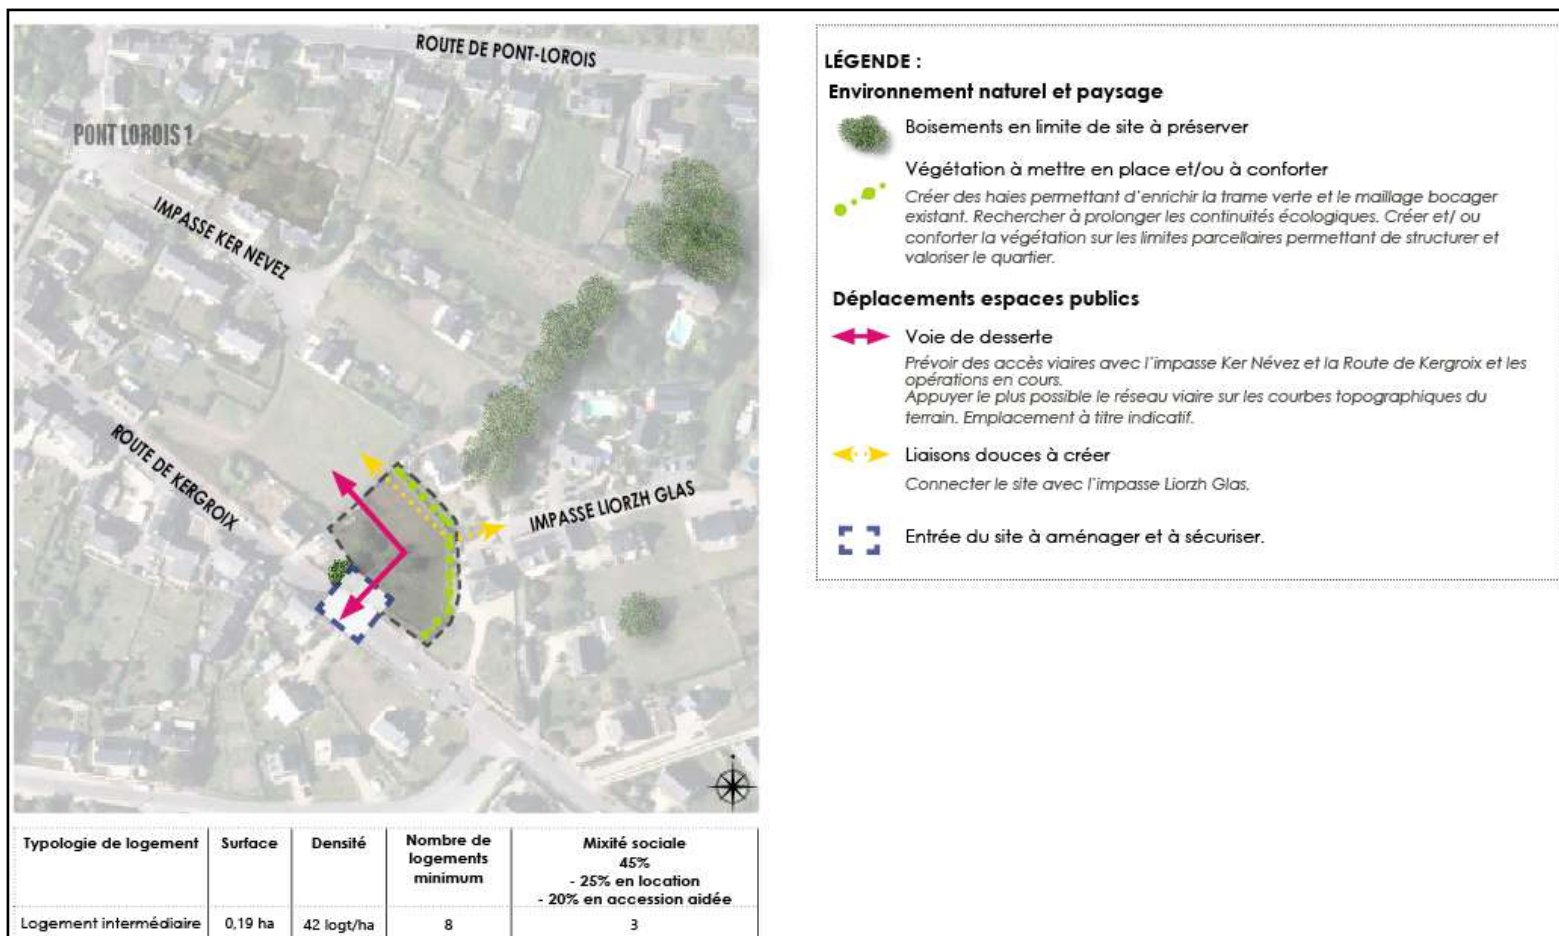 ROUTE DE PONT-LOROIS
PONT LOROIS 1
IMPASSE KER NEVEZ
ROUTE DE KERGROIX
IMPASSE LIORZH GLAS
LÉGENDE :
Environnement naturel et paysage
Boisements en limite de site à préserver
Végétation à mettre en place et/ou à conforter
Créer des haies permettant d'enrichir la trame verte et le maillage bocager
existant. Rechercher à prolonger les continuités écologiques. Créer et/ ou
conforter la végétation sur les limites parcellaires permettant de structurer et
valoriser le quartier.
Déplacements espaces publics
Voie de desserte
Prévoir des accès viaires avec l'impasse Ker Névez et la Route de Kergroix et les
opérations en cours.
Appuyer le plus possible le réseau viaire sur les courbes topographiques du
terrain. Emplacement à titre indicatif.
Liaisons douces à créer
Connecter le site avec l'impasse Liorzh Glas.
Entrée du site à aménager et à sécuriser.
Typologie de logement
Surface
Densité
Nombre de
logements
minimum
Mixité sociale
45%
- 25% en location
- 20% en accession aidée
Logement intermédiaire
0,19 ha
42 logt/ha
8
3